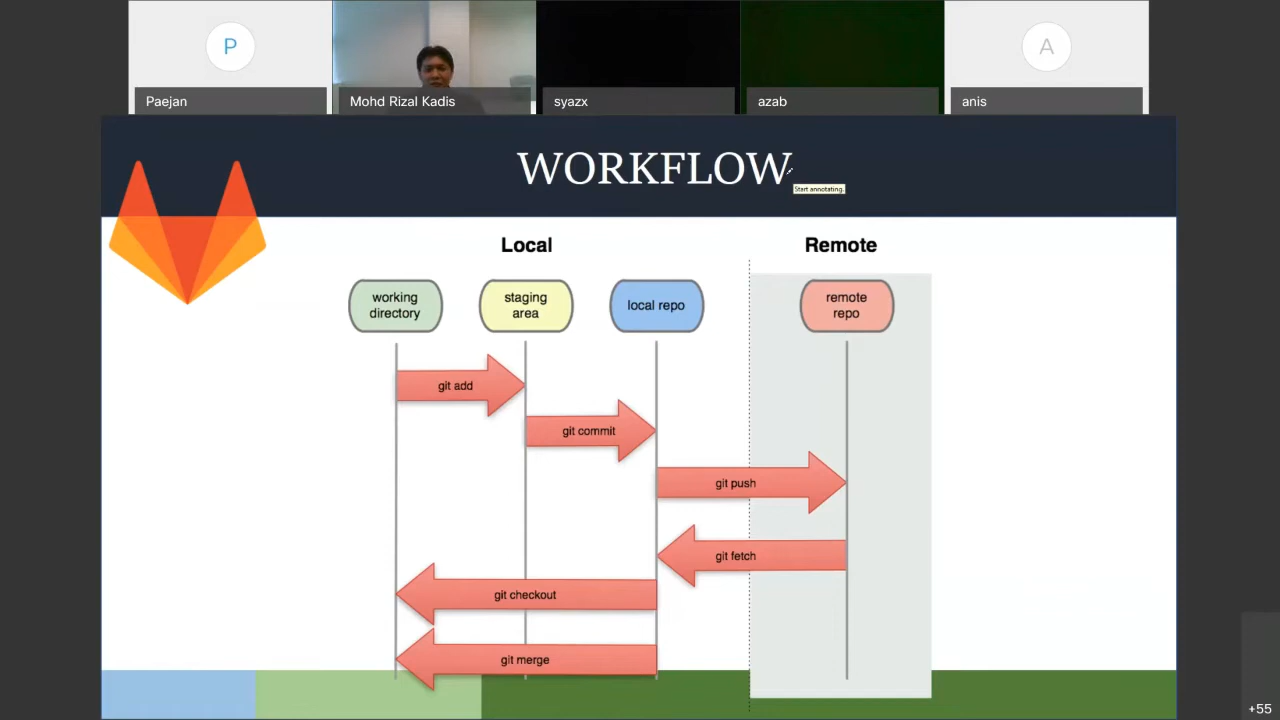 P
A
Paejan
Mohd Rizal Kadis
syazx
azab
anis
WORKFLOW
Start annotating.
Local
Remote
working
directory
staging
area
local repo
remote
repo
git add
git commit
git push
git fetch
git checkout
git merge
+55